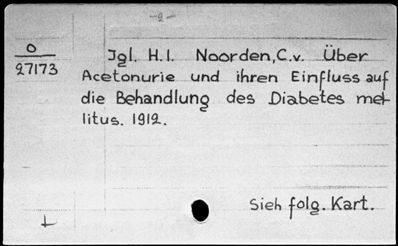 -2-
O
27173
Jgl. H.I. Noorden, C.v. Über
Acetonurie und ihren Einfluss auf
die Behandlung des Diabetes mel-
litus. 1912.
Sieh folg. Kart.